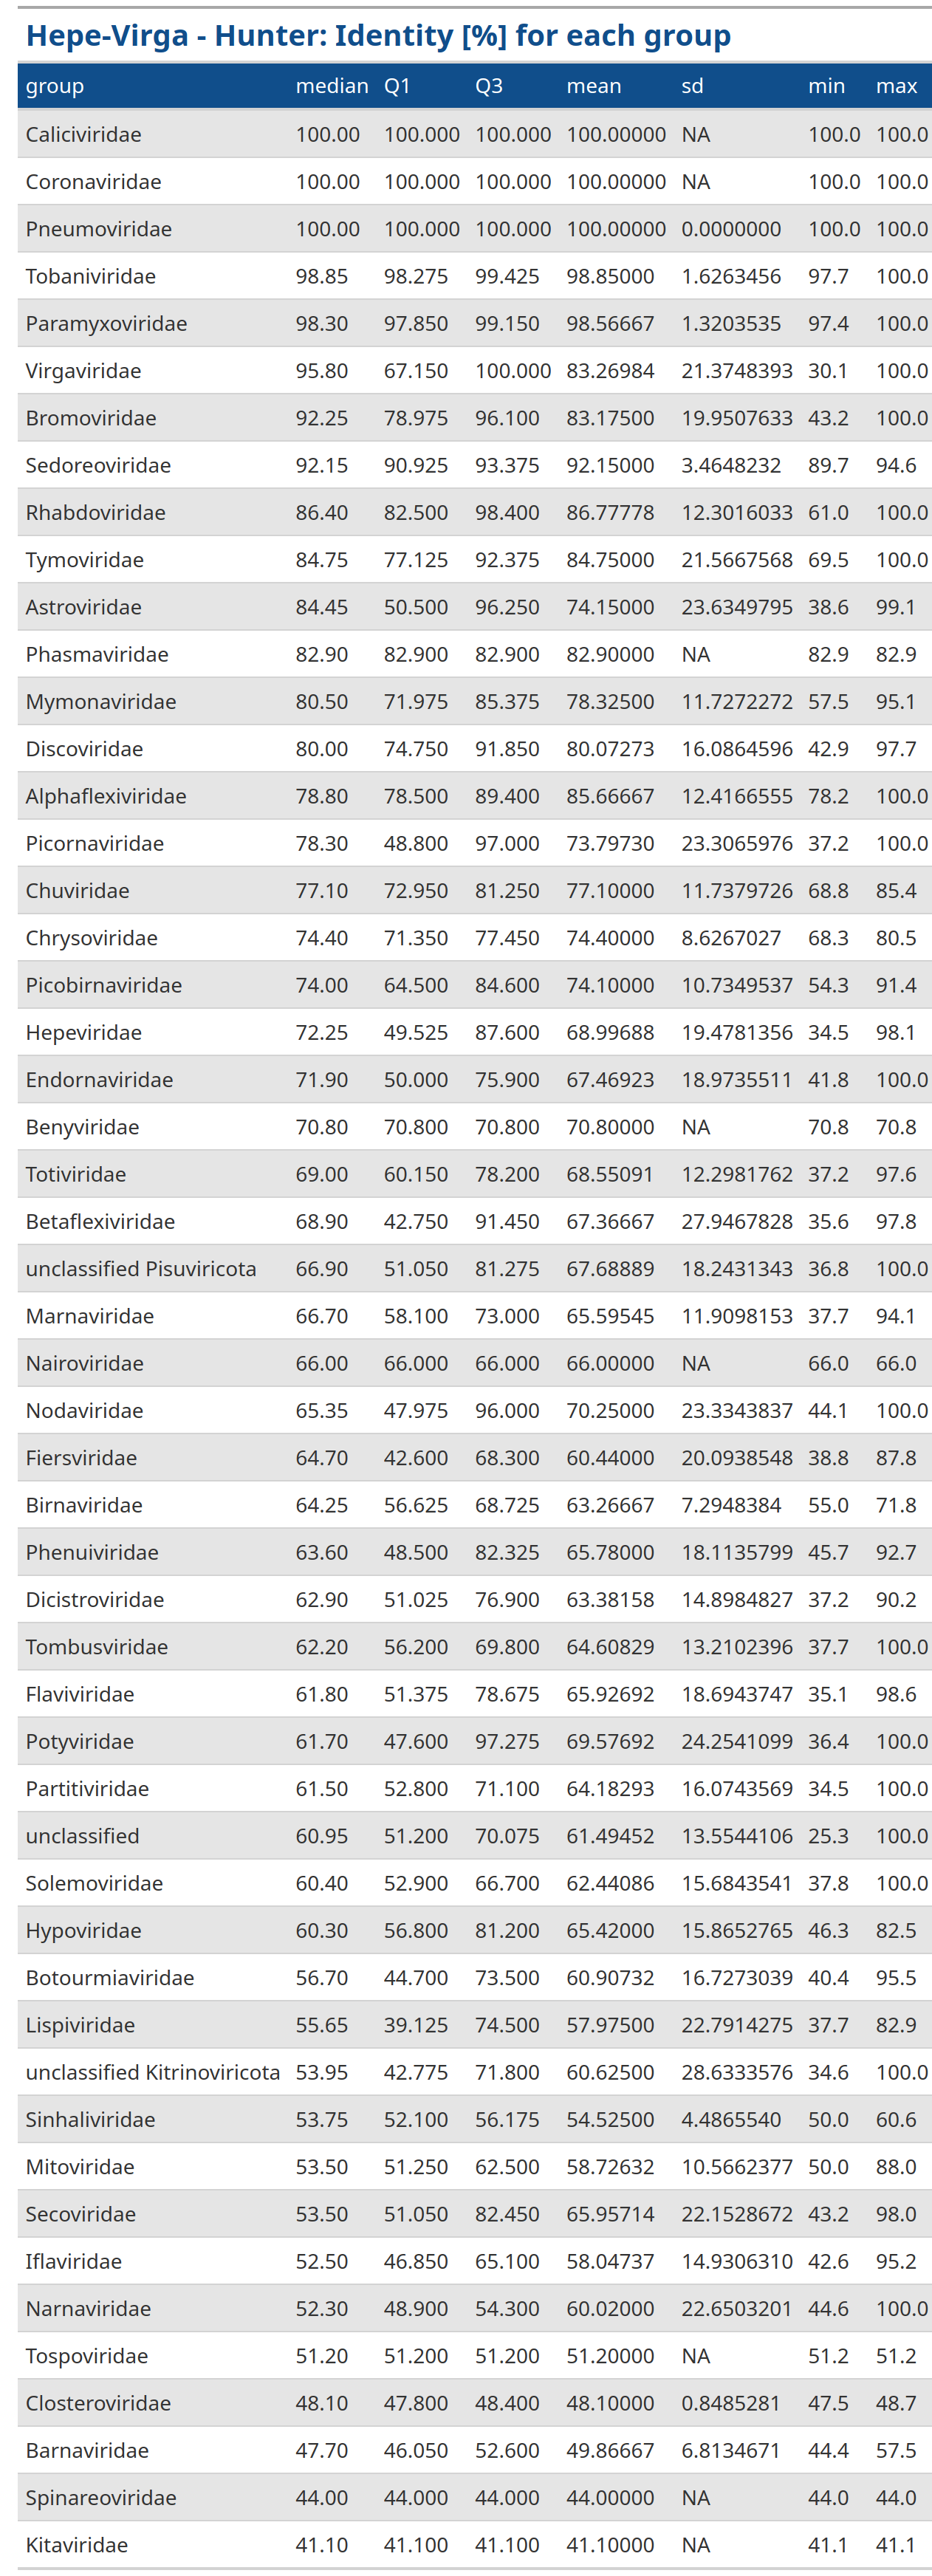 Hepe-Virga - Hunter: Identity [%] for each group
group median Q1 Q3 mean sd min max
Caliciviridae 100.00 100.000 100.000 100.00000 NA 100.0 100.0
Coronaviridae 100.00 100.000 100.000 100.00000 NA 100.0 100.0
Pneumoviridae 100.00 100.000 100.000 100.00000 0.0000000 100.0 100.0
Tobaniviridae 98.85 98.275 99.425 98.85000 1.6263456 97.7 100.0
Paramyxoviridae 98.30 97.850 99.150 98.56667 1.3203535 97.4 100.0
Virgaviridae 95.80 67.150 100.000 83.26984 21.3748393 30.1 100.0
Bromoviridae 92.25 78.975 96.100 83.17500 19.9507633 43.2 100.0
Sedoreoviridae 92.15 90.925 93.375 92.15000 3.4648232 89.7 94.6
Rhabdoviridae 86.40 82.500 98.400 86.77778 12.3016033 61.0 100.0
Tymoviridae 84.75 77.125 92.375 84.75000 21.5667568 69.5 100.0
Astroviridae 84.45 50.500 96.250 74.15000 23.6349795 38.6 99.1
Phasmaviridae 82.90 82.900 82.900 82.90000 NA 82.9 82.9
Mymonaviridae 80.50 71.975 85.375 78.32500 11.7272272 57.5 95.1
Discoviridae 80.00 74.750 91.850 80.07273 16.0864596 42.9 97.7
Alphaflexiviridae 78.80 78.500 89.400 85.66667 12.4166555 78.2 100.0
Picornaviridae 78.30 48.800 97.000 73.79730 23.3065976 37.2 100.0
Chuviridae 77.10 72.950 81.250 77.10000 11.7379726 68.8 85.4
Chrysoviridae 74.40 71.350 77.450 74.40000 8.6267027 68.3 80.5
Picobirnaviridae 74.00 64.500 84.600 74.10000 10.7349537 54.3 91.4
Hepeviridae 72.25 49.525 87.600 68.99688 19.4781356 34.5 98.1
Endornaviridae 71.90 50.000 75.900 67.46923 18.9735511 41.8 100.0
Benyviridae 70.80 70.800 70.800 70.80000 NA 70.8 70.8
Totiviridae 69.00 60.150 78.200 68.55091 12.2981762 37.2 97.6
Betaflexiviridae 68.90 42.750 91.450 67.36667 27.9467828 35.6 97.8
unclassified Pisuviricota 66.90 51.050 81.275 67.68889 18.2431343 36.8 100.0
Marnaviridae 66.70 58.100 73.000 65.59545 11.9098153 37.7 94.1
Nairoviridae 66.00 66.000 66.000 66.00000 NA 66.0 66.0
Nodaviridae 65.35 47.975 96.000 70.25000 23.3343837 44.1 100.0
Fiersviridae 64.70 42.600 68.300 60.44000 20.0938548 38.8 87.8
Birnaviridae 64.25 56.625 68.725 63.26667 7.2948384 55.0 71.8
Phenuiviridae 63.60 48.500 82.325 65.78000 18.1135799 45.7 92.7
Dicistroviridae 62.90 51.025 76.900 63.38158 14.8984827 37.2 90.2
Tombusviridae 62.20 56.200 69.800 64.60829 13.2102396 37.7 100.0
Flaviviridae 61.80 51.375 78.675 65.92692 18.6943747 35.1 98.6
Potyviridae 61.70 47.600 97.275 69.57692 24.2541099 36.4 100.0
Partitiviridae 61.50 52.800 71.100 64.18293 16.0743569 34.5 100.0
unclassified 60.95 51.200 70.075 61.49452 13.5544106 25.3 100.0
Solemoviridae 60.40 52.900 66.700 62.44086 15.6843541 37.8 100.0
Hypoviridae 60.30 56.800 81.200 65.42000 15.8652765 46.3 82.5
Botourmiaviridae 56.70 44.700 73.500 60.90732 16.7273039 40.4 95.5
Lispiviridae 55.65 39.125 74.500 57.97500 22.7914275 37.7 82.9
unclassified Kitrinoviricota 53.95 42.775 71.800 60.62500 28.6333576 34.6 100.0
Sinhaliviridae 53.75 52.100 56.175 54.52500 4.4865540 50.0 60.6
Mitoviridae 53.50 51.250 62.500 58.72632 10.5662377 50.0 88.0
Secoviridae 53.50 51.050 82.450 65.95714 22.1528672 43.2 98.0
Iflaviridae 52.50 46.850 65.100 58.04737 14.9306310 42.6 95.2
Narnaviridae 52.30 48.900 54.300 60.02000 22.6503201 44.6 100.0
Tospoviridae 51.20 51.200 51.200 51.20000 NA 51.2 51.2
Closteroviridae 48.10 47.800 48.400 48.10000 0.8485281 47.5 48.7
Barnaviridae 47.70 46.050 52.600 49.86667 6.8134671 44.4 57.5
Spinareoviridae 44.00 44.000 44.000 44.00000 NA 44.0 44.0
Kitaviridae 41.10 41.100 41.100 41.10000 NA 41.1 41.1